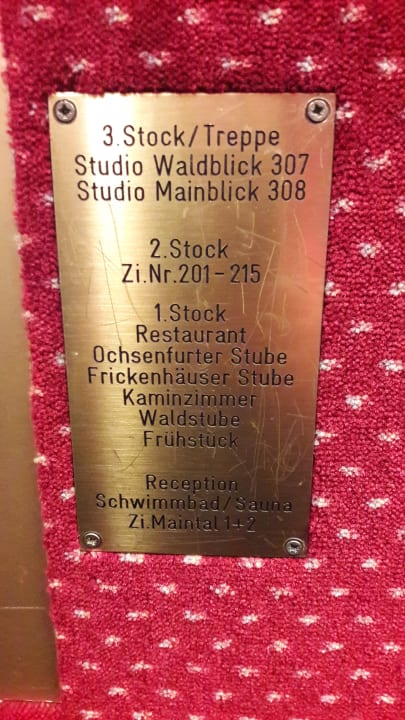 3.Stock/Treppe
Studio Waldblick 307
Studio Mainblick 308
2.Stock
Zi.Nr.201-215
1.Stock
Restaurant
Ochsenfurter Stube
Frickenhäuser Stube
Kaminzimmer
Waldstube
Frühstück
Reception
Schwimmbad/Sauna
Zi.Maintal 1+2